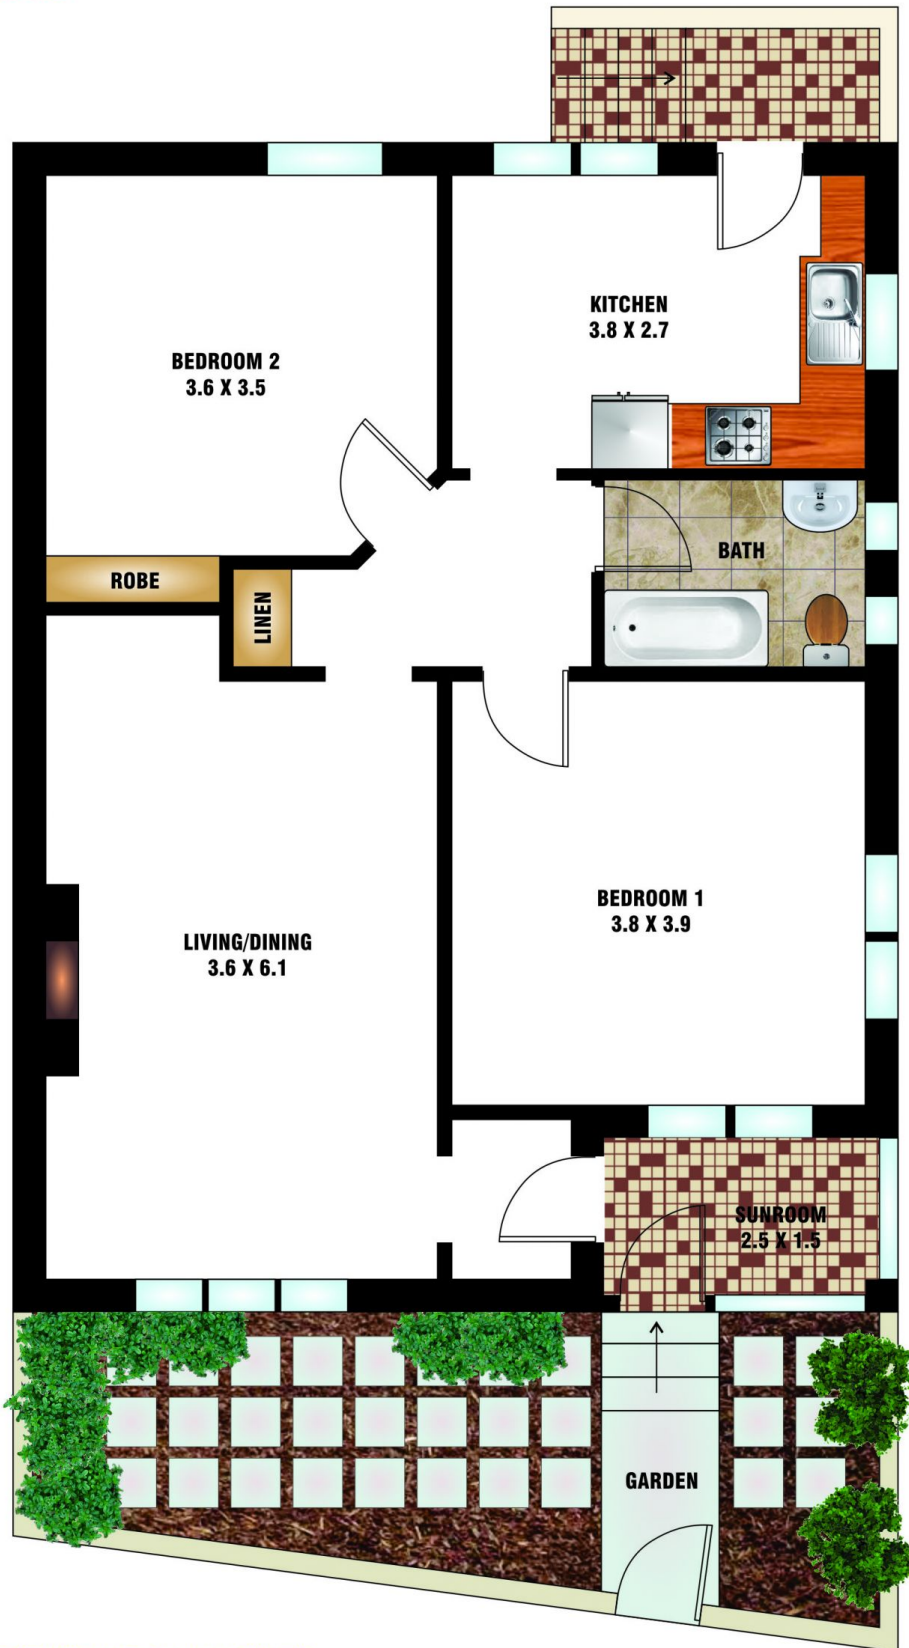 KITCHEN
3.8 X 2.7
BEDROOM 2
3.6 X 3.5
BATH
ROBE
LINEN
BEDROOM 1
3.8 X 3.9
LIVING/DINING
3.6 X 6.1
SUNROOM
2.5 X 1.5
GARDEN